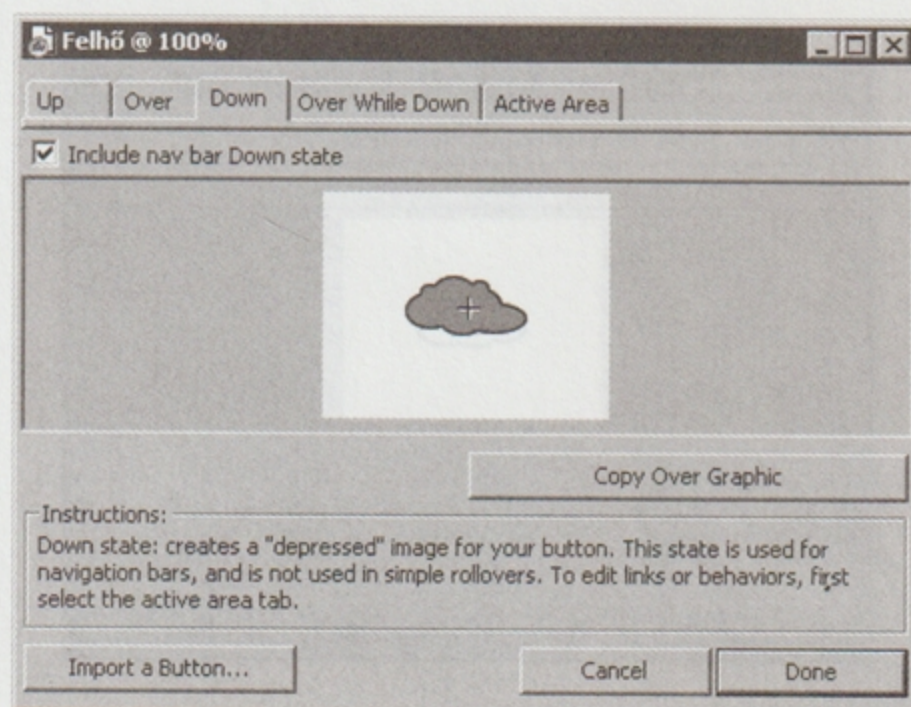 Felhő @ 100%
Up Over Down Over While Down Active Area
Include nav bar Down state
Copy Over Graphic
Instructions:
Down state: creates a "depressed" image for your button. This state is used for
navigation bars, and is not used in simple rollovers. To edit links or behaviors, first
select the active area tab.
Import a Button... Cancel Done